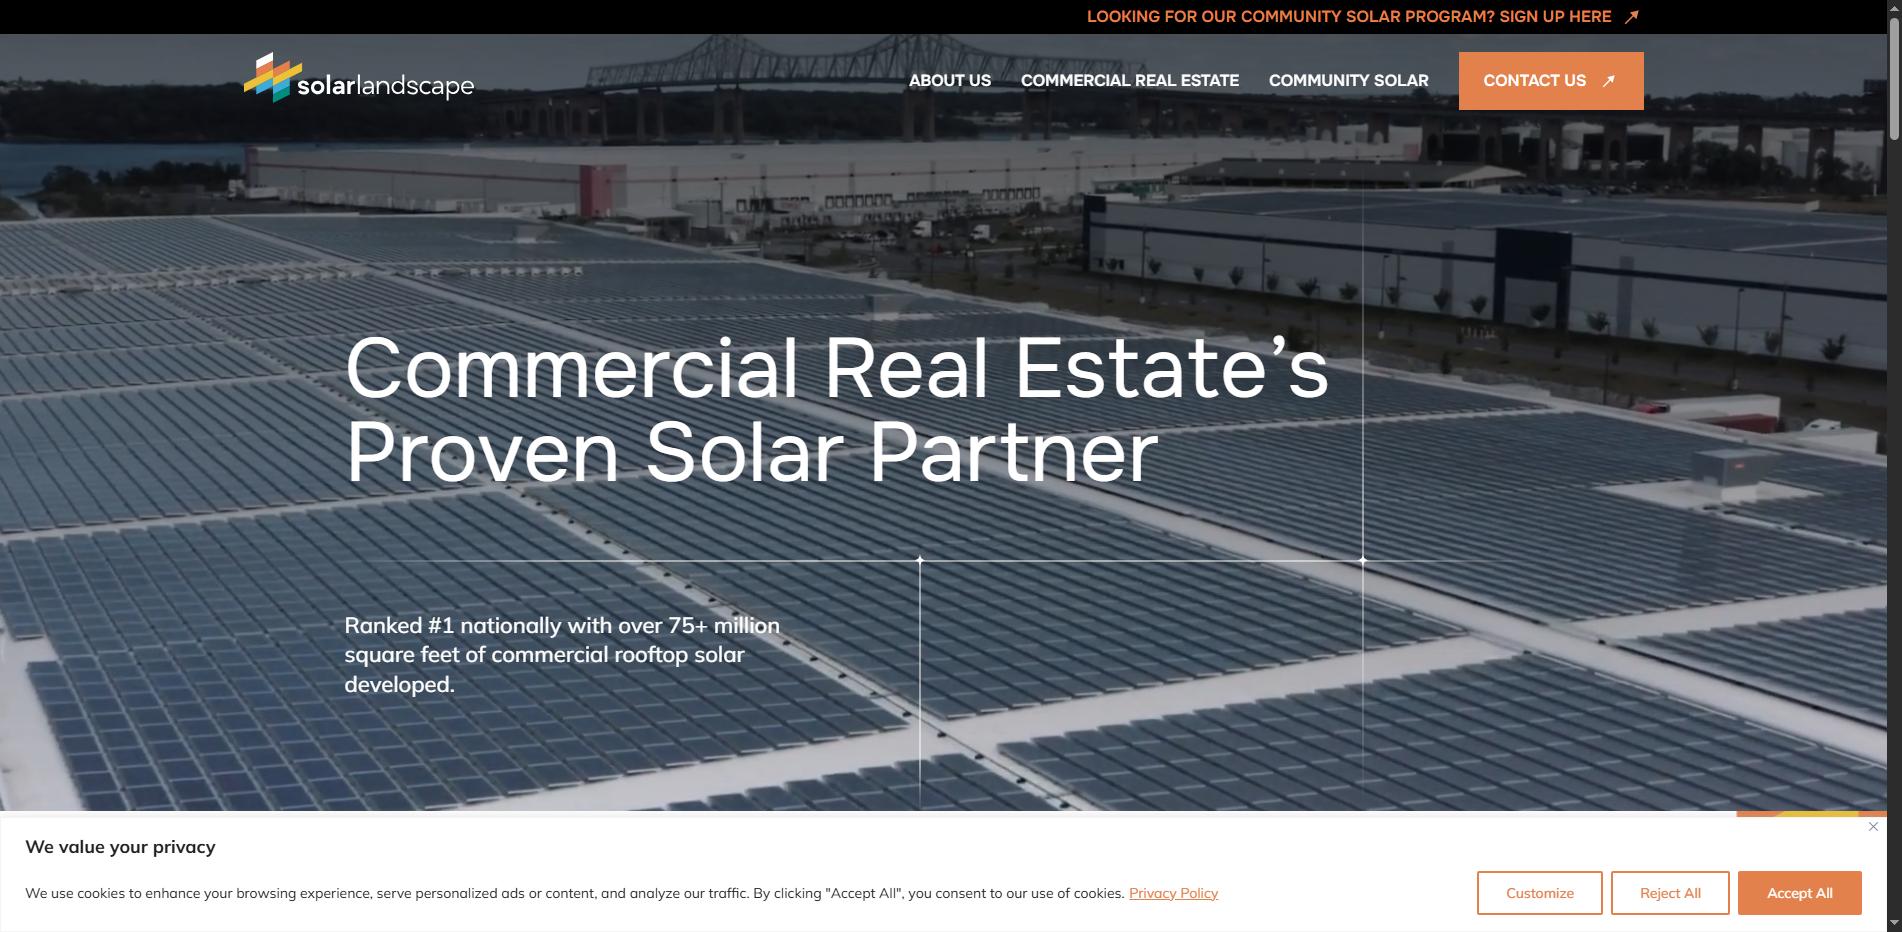 LOOKING FOR OUR COMMUNITY SOLAR PROGRAM? SIGN UP HERE
solarlandscape
ABOUT US COMMERCIAL REAL ESTATE COMMUNITY SOLAR CONTACT US
Commercial Real Estate’s
Proven Solar Partner
Ranked #1 nationally with over 75+ million
square feet of commercial rooftop solar
developed.
We value your privacy
We use cookies to enhance your browsing experience, serve personalized ads or content, and analyze our traffic. By clicking "Accept All", you consent to our use of cookies. Privacy Policy
Customize Reject All Accept All